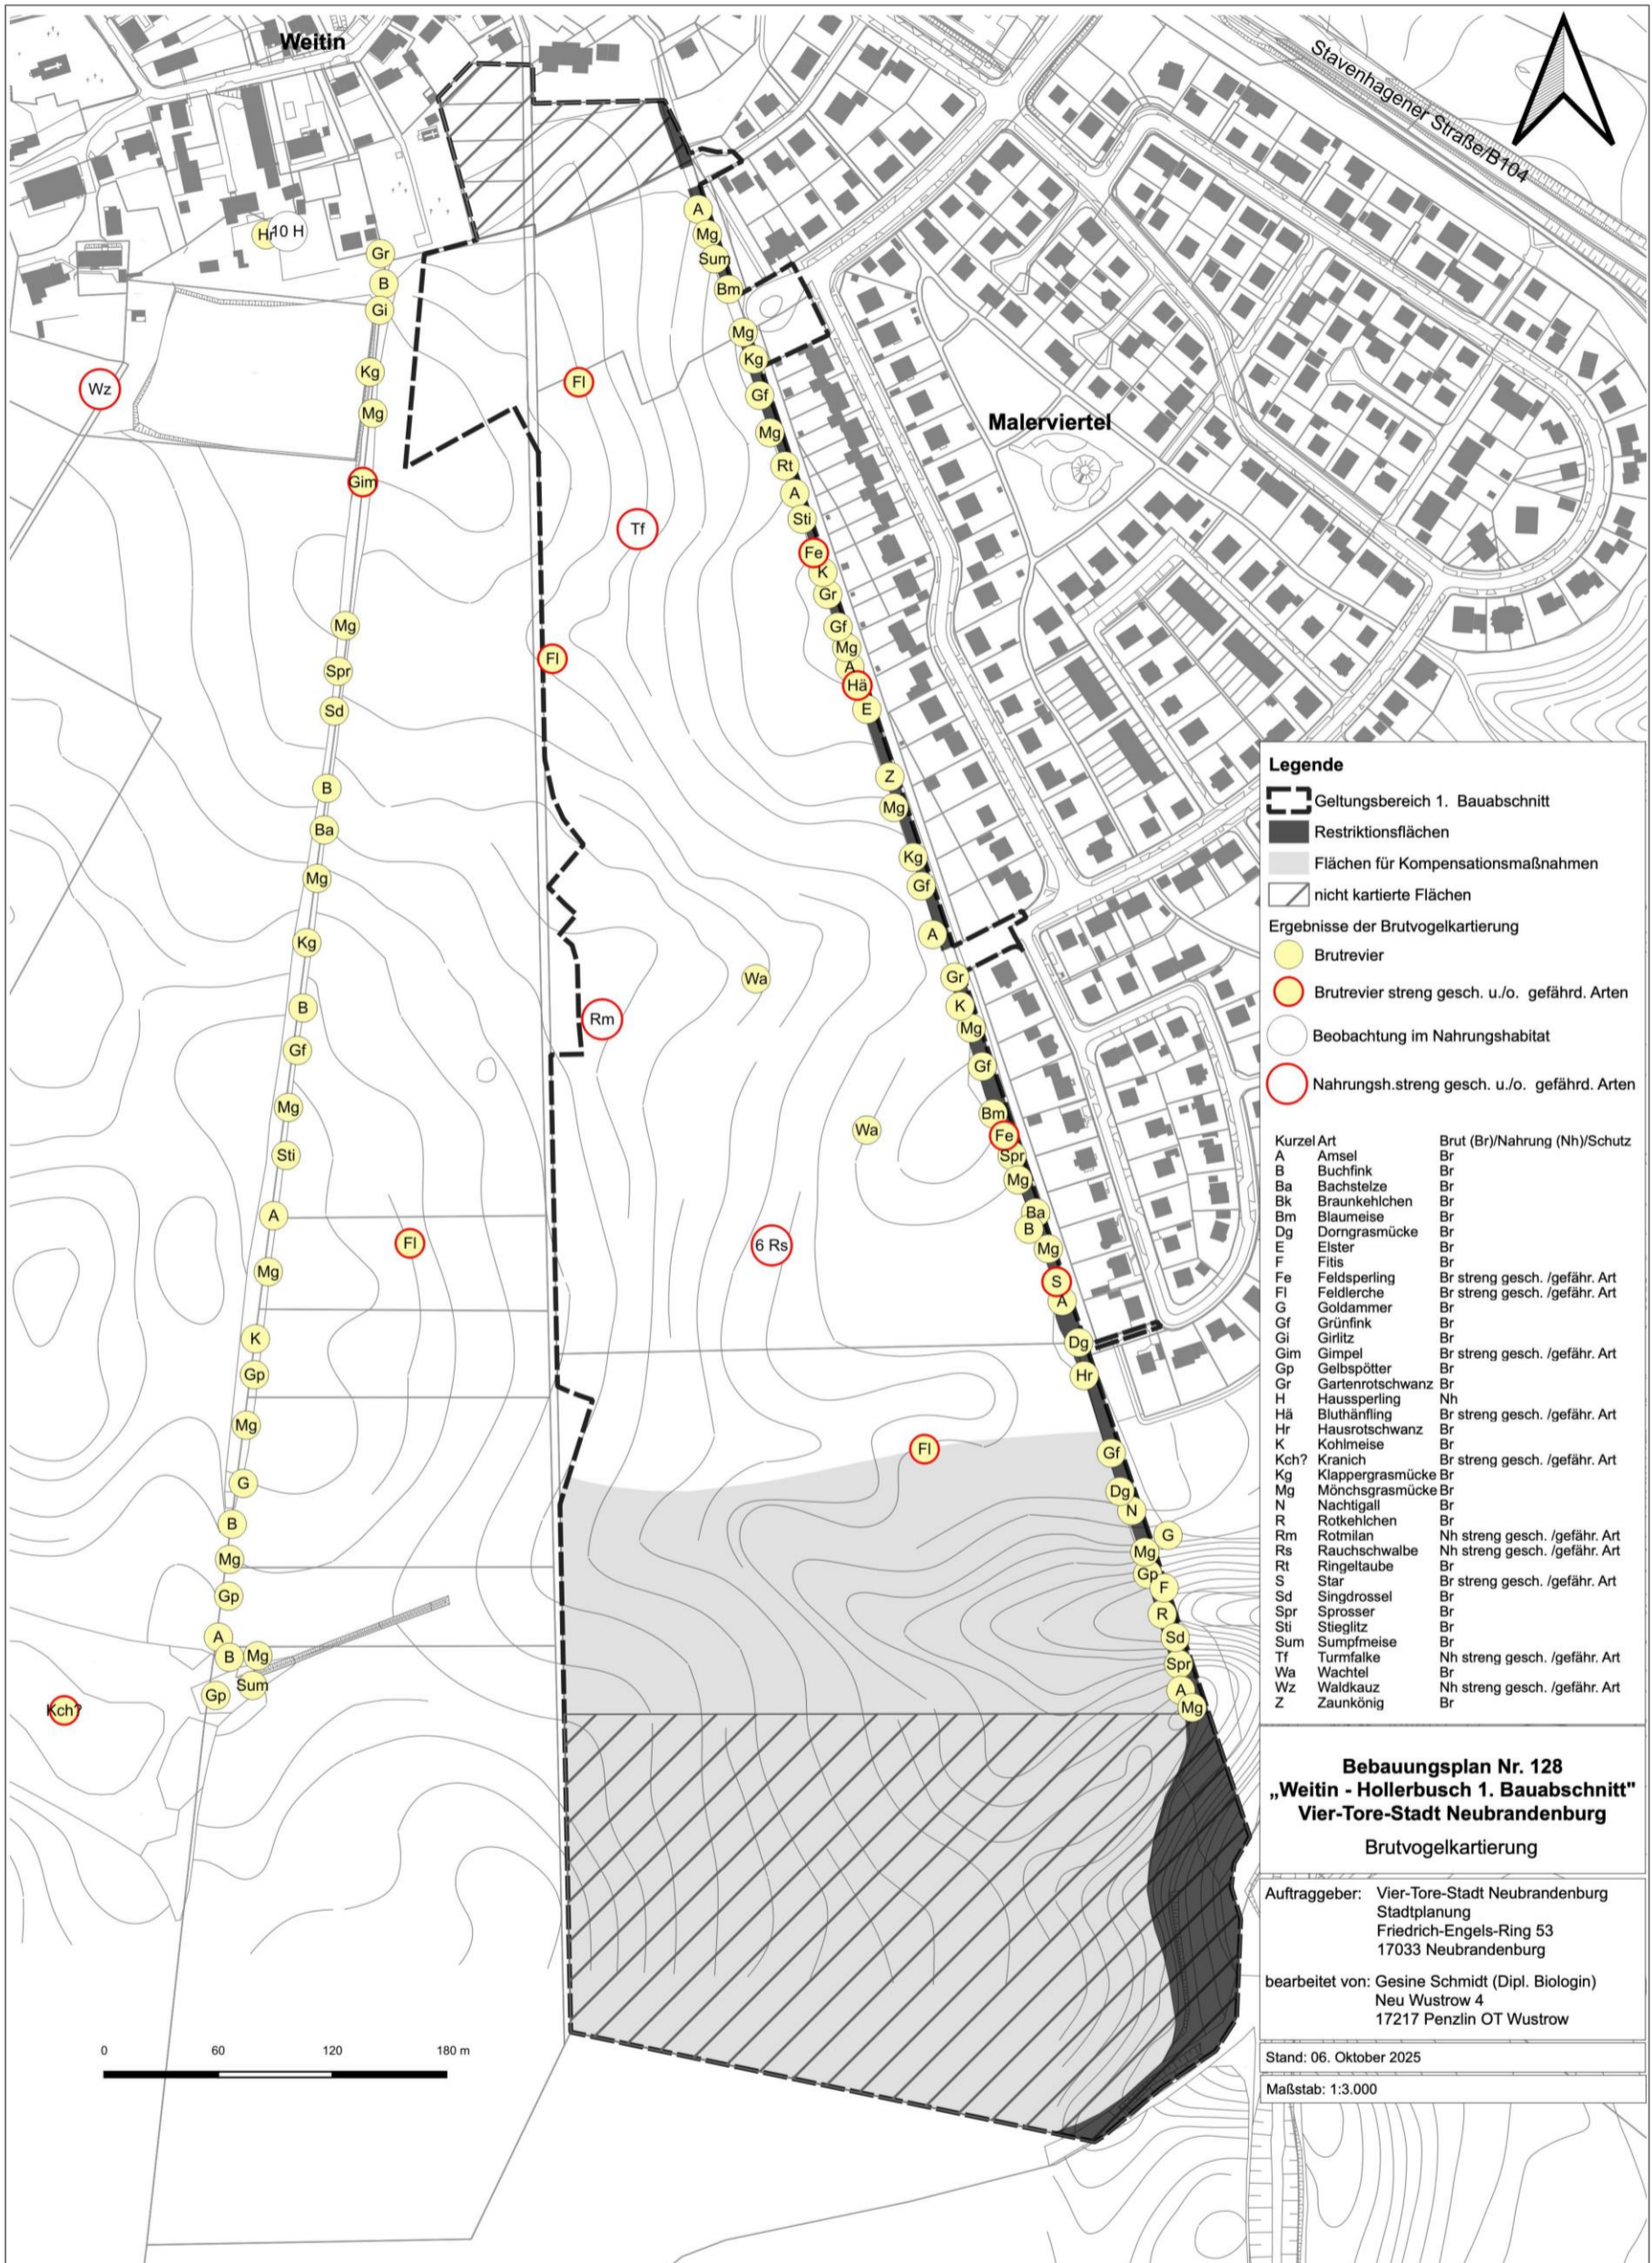 Weitin
Stavenhagener Straße/B104
A
Mg
Sum
Bm
Hr
10 H
Gr
B
Gi
Mg
Kg
Gf
Mg
Rt
A
Sti
Fe
K
Gr
Gf
Mg
A
Hä
E
Z
Mg
Kg
Gf
A
Gr
K
Mg
Gf
Bm
Fe
Spr
Mg
Ba
B
Mg
S
A
Dg
Hr
Gf
Dg
N
G
Mg
Gp
F
R
Sd
Spr
A
Mg
Malerviertel
Wz
Kg
Mg
Gim
Mg
Spr
Sd
B
Ba
Mg
Kg
B
Gf
Mg
Sti
A
Mg
K
Gp
Mg
G
B
Mg
Gp
A
B
Mg
Sum
Gp
Kch?
Fl
Tf
Fl
Wa
Rm
Wa
Fl
6 Rs
Fl
0 60 120 180 m
Legende
Geltungsbereich 1. Bauabschnitt
Restriktionsflächen
Flächen für Kompensationsmaßnahmen
nicht kartierte Flächen
Ergebnisse der Brutvogelkartierung
Brutrevier
Brutrevier streng gesch. u./o. gefährd. Arten
Beobachtung im Nahrungshabitat
Nahrungsh.streng gesch. u./o. gefährd. Arten
Kurzel Art Brut (Br)/Nahrung (Nh)/Schutz
A Amsel Br
B Buchfink Br
Ba Bachstelze Br
Bk Braunkehlchen Br
Bm Blaumeise Br
Dg Dorngrasmücke Br
E Elster Br
F Fitis Br
Fe Feldsperling Br streng gesch. /gefähr. Art
Fl Feldlerche Br streng gesch. /gefähr. Art
G Goldammer Br
Gf Grünfink Br
Gi Girlitz Br
Gim Gimpel Br streng gesch. /gefähr. Art
Gp Gelbspötter Br
Gr Gartenrotschwanz Br
H Haussperling Nh
Hä Bluthänfling Br streng gesch. /gefähr. Art
Hr Hausrotschwanz Br
K Kohlmeise Br
Kch? Kranich Br streng gesch. /gefähr. Art
Kg Klappergrasmücke Br
Mg Mönchsgrasmücke Br
N Nachtigall Br
R Rotkehlchen Br
Rm Rotmilan Nh streng gesch. /gefähr. Art
Rs Rauchschwalbe Nh streng gesch. /gefähr. Art
Rt Ringeltaube Br
S Star Br streng gesch. /gefähr. Art
Sd Singdrossel Br
Spr Sprosser Br
Sti Stieglitz Br
Sum Sumpfmeise Br
Tf Turmfalke Nh streng gesch. /gefähr. Art
Wa Wachtel Br
Wz Waldkauz Nh streng gesch. /gefähr. Art
Z Zaunkönig Br
Bebauungsplan Nr. 128
„Weitin - Hollerbusch 1. Bauabschnitt"
Vier-Tore-Stadt Neubrandenburg
Brutvogelkartierung
Auftraggeber: Vier-Tore-Stadt Neubrandenburg
Stadtplanung
Friedrich-Engels-Ring 53
17033 Neubrandenburg
bearbeitet von: Gesine Schmidt (Dipl. Biologin)
Neu Wustrow 4
17217 Penzlin OT Wustrow
Stand: 06. Oktober 2025
Maßstab: 1:3.000